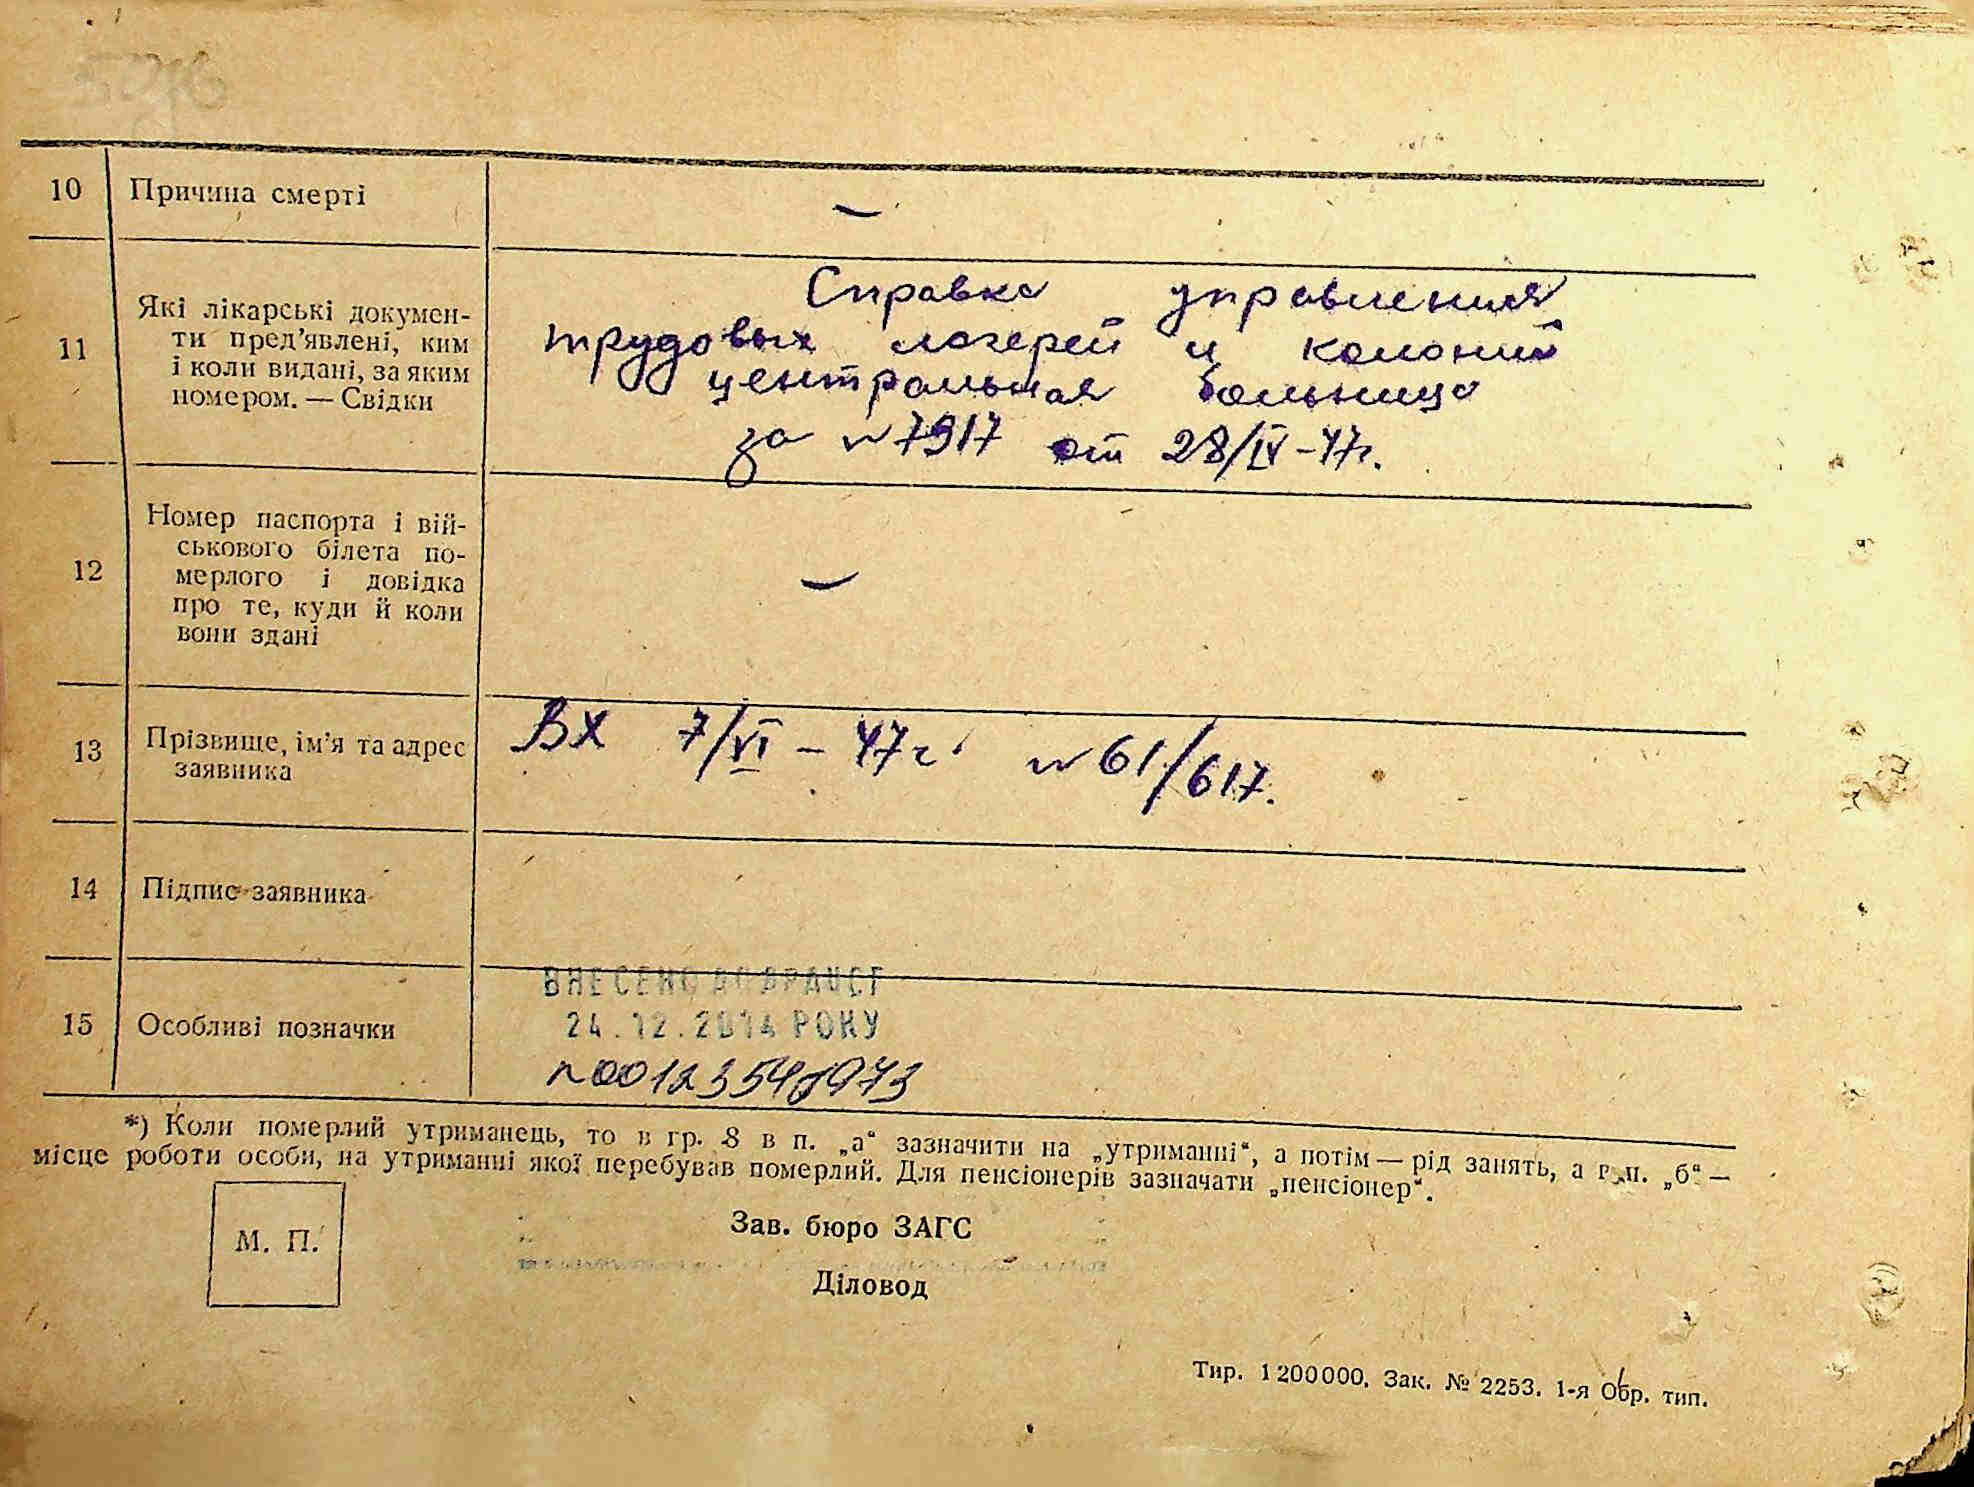 10 Причина смерті —
11 Які лікарські докумен-
ти пред’явлені, ким
і коли видані, за яким
номером. — Свідки
Справка управления
трудовых лагерей и колоний
центральная больница
за №7917 от 28/IV-47г.
12 Номер паспорта і вій-
ськового білета по-
мерлого і довідка
про те, куди й коли
вони здані
—
13 Прізвище, ім’я та адрес
заявника
Вх 7/VI – 47г. №61/617.
14 Підпис заявника
15 Особливі позначки
ВНЕСЕНО ДО ДРАЦСГ
24.12.2014 РОКУ
*) Коли померлий утриманець, то в гр. 8 в п. „а“ зазначити на „утриманні“, а потім — рід занять, а в п. „б“ —
місце роботи особи, на утриманні якої перебував померлий. Для пенсіонерів зазначати „пенсіонер“.
М. П.
Зав. бюро ЗАГС
Діловод
Тир. 1200000. Зак. № 2253. 1-я Обр. тип.